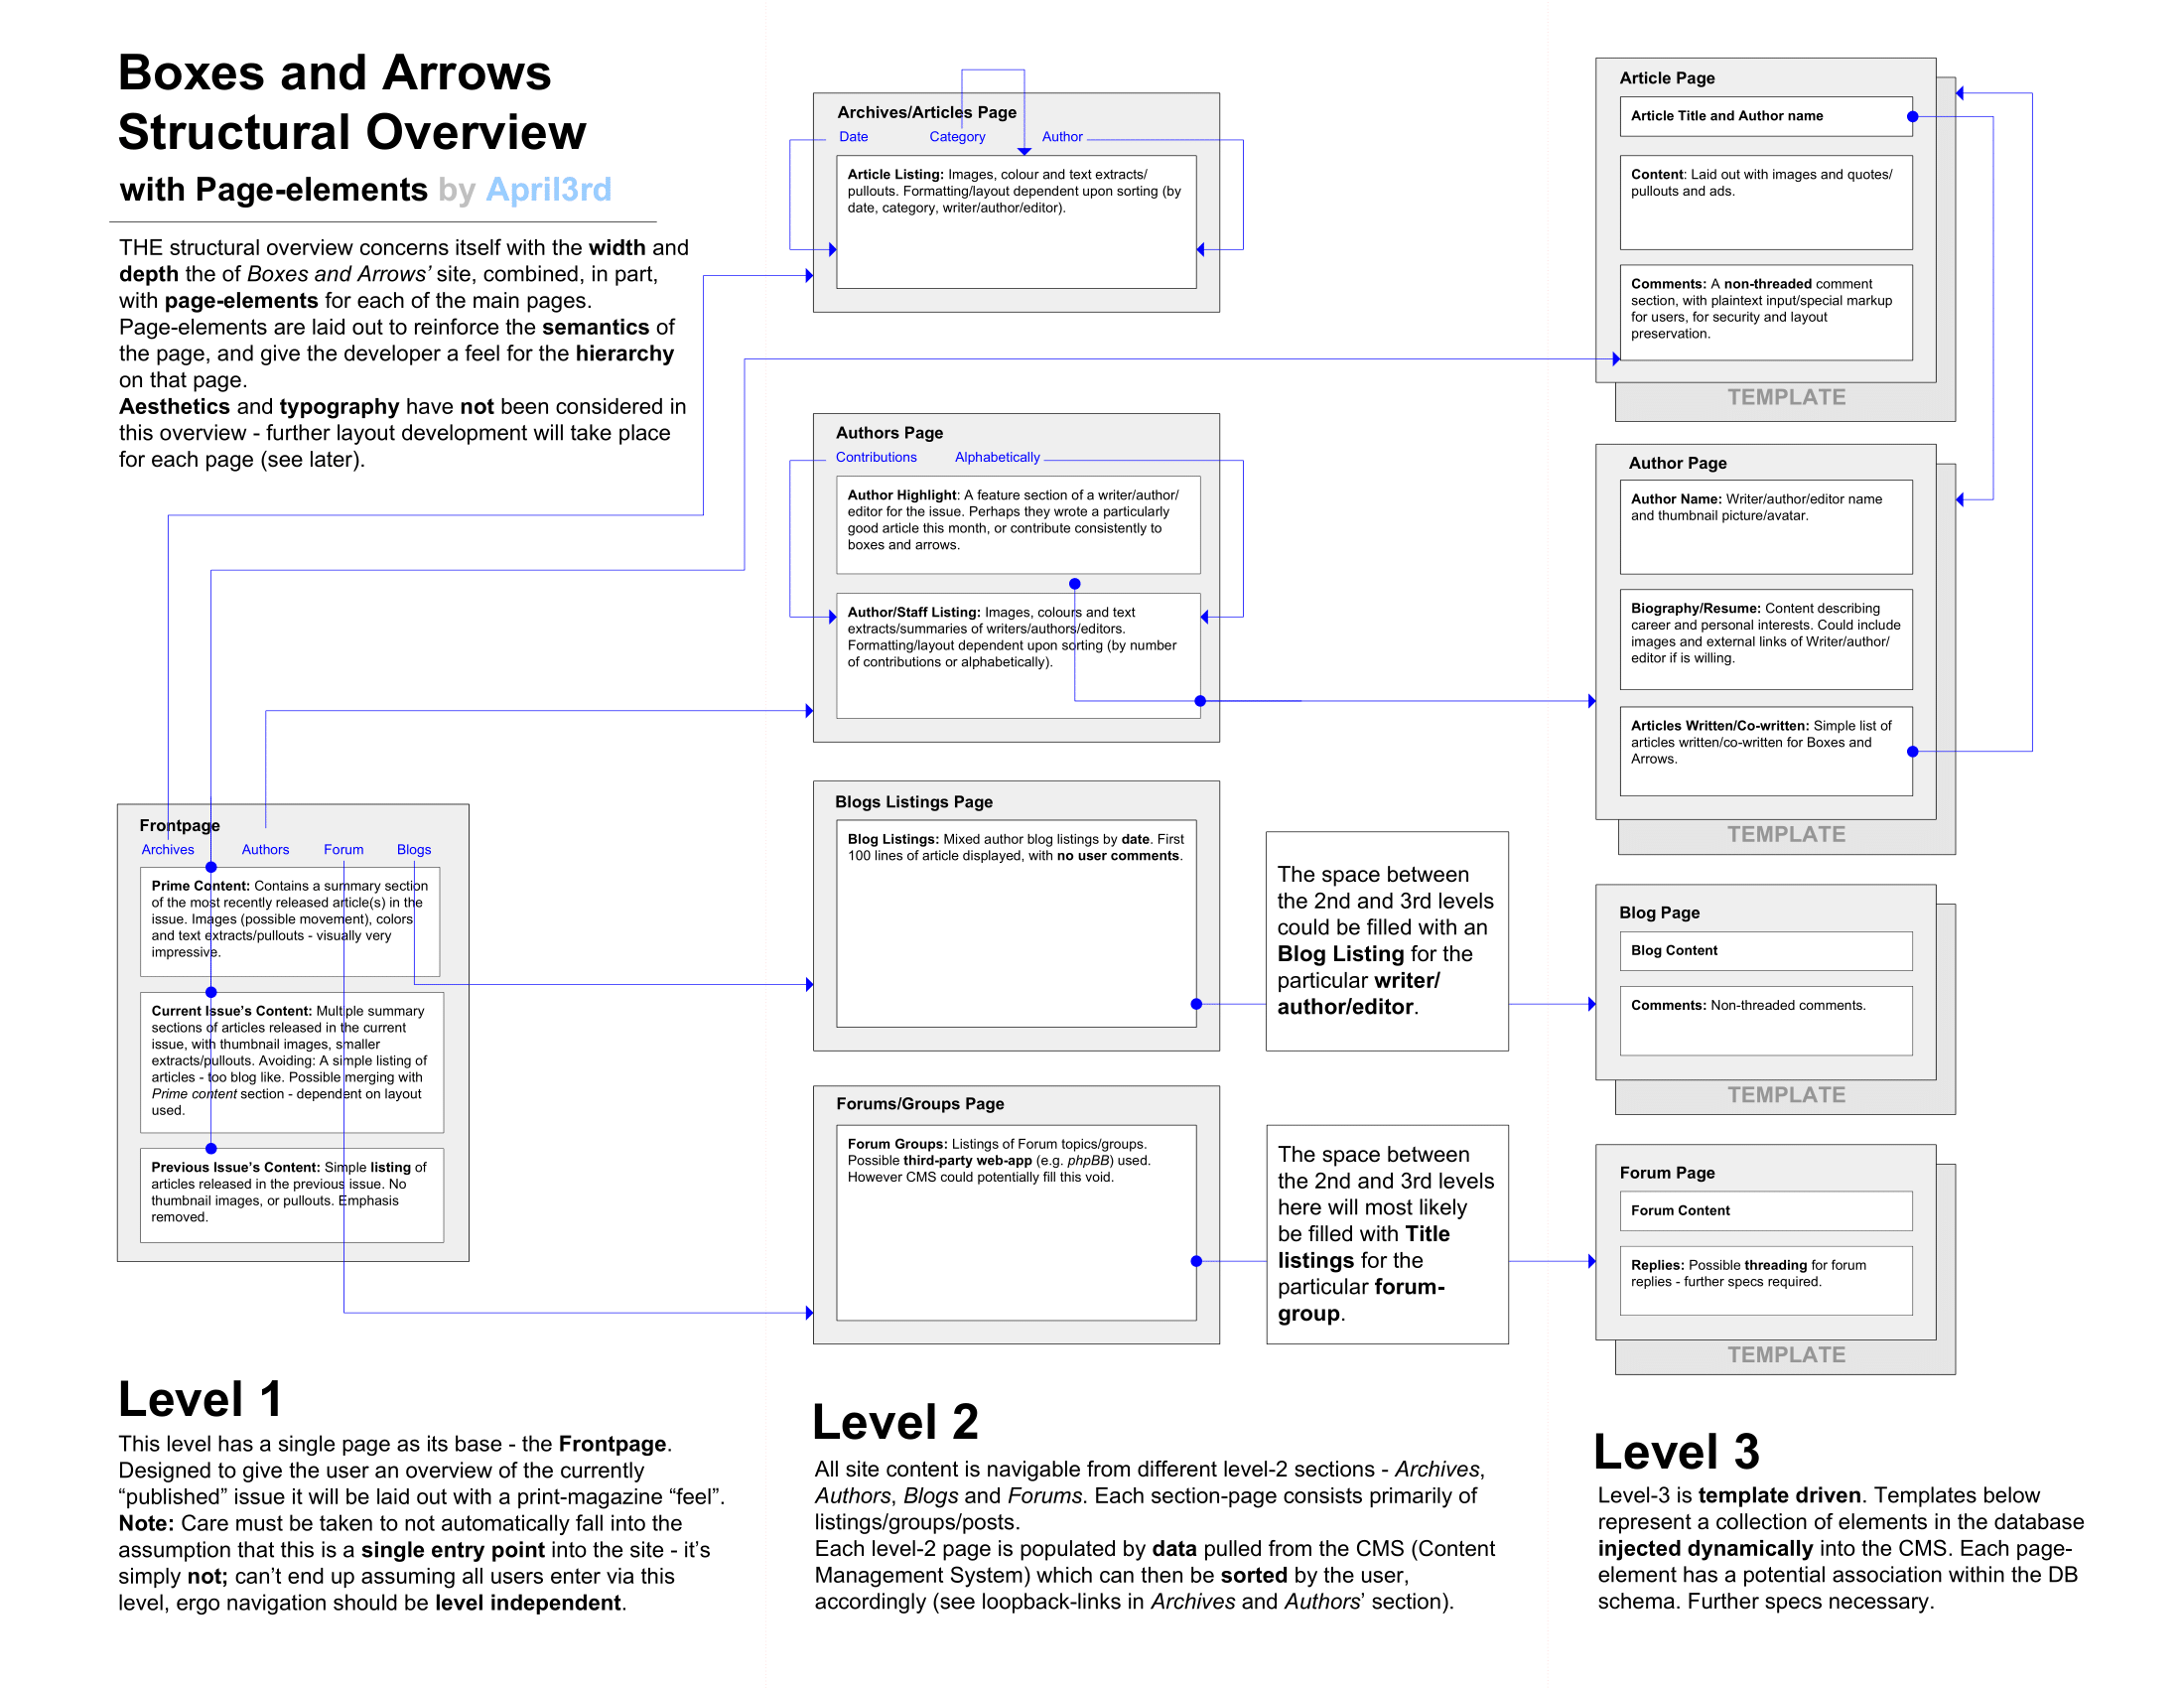 Boxes and Arrows
Structural Overview
with Page-elements by April3rd
THE structural overview concerns itself with the width and
depth the of Boxes and Arrows’ site, combined, in part,
with page-elements for each of the main pages.
Page-elements are laid out to reinforce the semantics of
the page, and give the developer a feel for the hierarchy
on that page.
Aesthetics and typography have not been considered in
this overview - further layout development will take place
for each page (see later).
Frontpage
Archives Authors Forum Blogs
Prime Content: Contains a summary section
of the most recently released article(s) in the
issue. Images (possible movement), colors
and text extracts/pullouts - visually very
impressive.
Current Issue’s Content: Multiple summary
sections of articles released in the current
issue, with thumbnail images, smaller
extracts/pullouts. Avoiding: A simple listing of
articles - too blog like. Possible merging with
Prime content section - dependent on layout
used.
Previous Issue’s Content: Simple listing of
articles released in the previous issue. No
thumbnail images, or pullouts. Emphasis
removed.
Level 1
This level has a single page as its base - the Frontpage.
Designed to give the user an overview of the currently
“published” issue it will be laid out with a print-magazine “feel”.
Note: Care must be taken to not automatically fall into the
assumption that this is a single entry point into the site - it’s
simply not; can’t end up assuming all users enter via this
level, ergo navigation should be level independent.
Archives/Articles Page
Date Category Author
Article Listing: Images, colour and text extracts/
pullouts. Formatting/layout dependent upon sorting (by
date, category, writer/author/editor).
Authors Page
Contributions Alphabetically
Author Highlight: A feature section of a writer/author/
editor for the issue. Perhaps they wrote a particularly
good article this month, or contribute consistently to
boxes and arrows.
Author/Staff Listing: Images, colours and text
extracts/summaries of writers/authors/editors.
Formatting/layout dependent upon sorting (by number
of contributions or alphabetically).
Blogs Listings Page
Blog Listings: Mixed author blog listings by date. First
100 lines of article displayed, with no user comments.
The space between
the 2nd and 3rd levels
could be filled with an
Blog Listing for the
particular writer/
author/editor.
Forums/Groups Page
Forum Groups: Listings of Forum topics/groups.
Possible third-party web-app (e.g. phpBB) used.
However CMS could potentially fill this void.
The space between
the 2nd and 3rd levels
here will most likely
be filled with Title
listings for the
particular forum-
group.
Level 2
All site content is navigable from different level-2 sections - Archives,
Authors, Blogs and Forums. Each section-page consists primarily of
listings/groups/posts.
Each level-2 page is populated by data pulled from the CMS (Content
Management System) which can then be sorted by the user,
accordingly (see loopback-links in Archives and Authors’ section).
Article Page
Article Title and Author name
Content: Laid out with images and quotes/
pullouts and ads.
Comments: A non-threaded comment
section, with plaintext input/special markup
for users, for security and layout
preservation.
TEMPLATE
Author Page
Author Name: Writer/author/editor name
and thumbnail picture/avatar.
Biography/Resume: Content describing
career and personal interests. Could include
images and external links of Writer/author/
editor if is willing.
Articles Written/Co-written: Simple list of
articles written/co-written for Boxes and
Arrows.
TEMPLATE
Blog Page
Blog Content
Comments: Non-threaded comments.
TEMPLATE
Forum Page
Forum Content
Replies: Possible threading for forum
replies - further specs required.
TEMPLATE
Level 3
Level-3 is template driven. Templates below
represent a collection of elements in the database
injected dynamically into the CMS. Each page-
element has a potential association within the DB
schema. Further specs necessary.